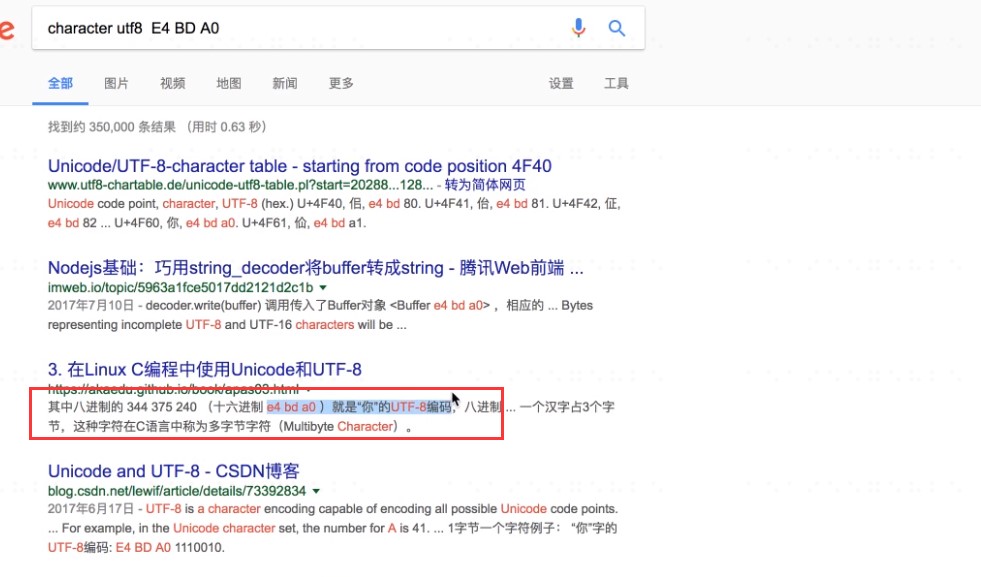 e
character utf8 E4 BD A0
全部 图片 视频 地图 新闻 更多 设置 工具
找到约 350,000 条结果 （用时 0.63 秒）
Unicode/UTF-8-character table - starting from code position 4F40
www.utf8-chartable.de/unicode-utf8-table.pl?start=20288...128... - 转为简体网页
Unicode code point, character, UTF-8 (hex.) U+4F40, 佀, e4 bd 80. U+4F41, 佁, e4 bd 81. U+4F42, 佂,
e4 bd 82 ... U+4F60, 你, e4 bd a0. U+4F61, 佡, e4 bd a1.
Nodejs基础：巧用string_decoder将buffer转成string - 腾讯Web前端 ...
imweb.io/topic/5963a1fce5017dd2121d2c1b
2017年7月10日 - decoder.write(buffer) 调用传入了Buffer对象 <Buffer e4 bd a0> ，相应的 ... Bytes
representing incomplete UTF-8 and UTF-16 characters will be ...
3. 在Linux C编程中使用Unicode和UTF-8
https://akaedu.github.io/book/apas03.html
其中八进制的 344 375 240 （十六进制 e4 bd a0 ）就是“你”的UTF-8编码，八进制 ... 一个汉字占3个字
节，这种字符在C语言中称为多字节字符（Multibyte Character）。
Unicode and UTF-8 - CSDN博客
blog.csdn.net/lewif/article/details/73392834
2017年6月17日 - UTF-8 is a character encoding capable of encoding all possible Unicode code points.
... For example, in the Unicode character set, the number for A is 41. ... 1字节一个字符例子： “你”字的
UTF-8编码: E4 BD A0 1110010.